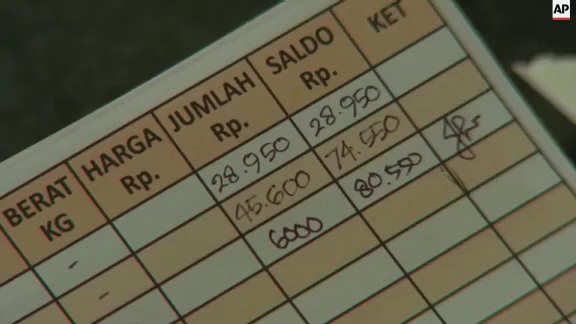 AP
BERAT KG HARGA Rp. JUMLAH Rp. SALDO Rp. KET
28.950 28.950
- 45.600 74.550
- 6000 80.550